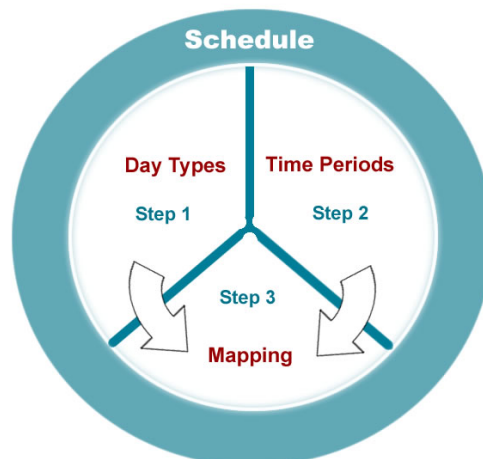 Schedule
Day Types
Time Periods
Step 1
Step 2
Step 3
Mapping